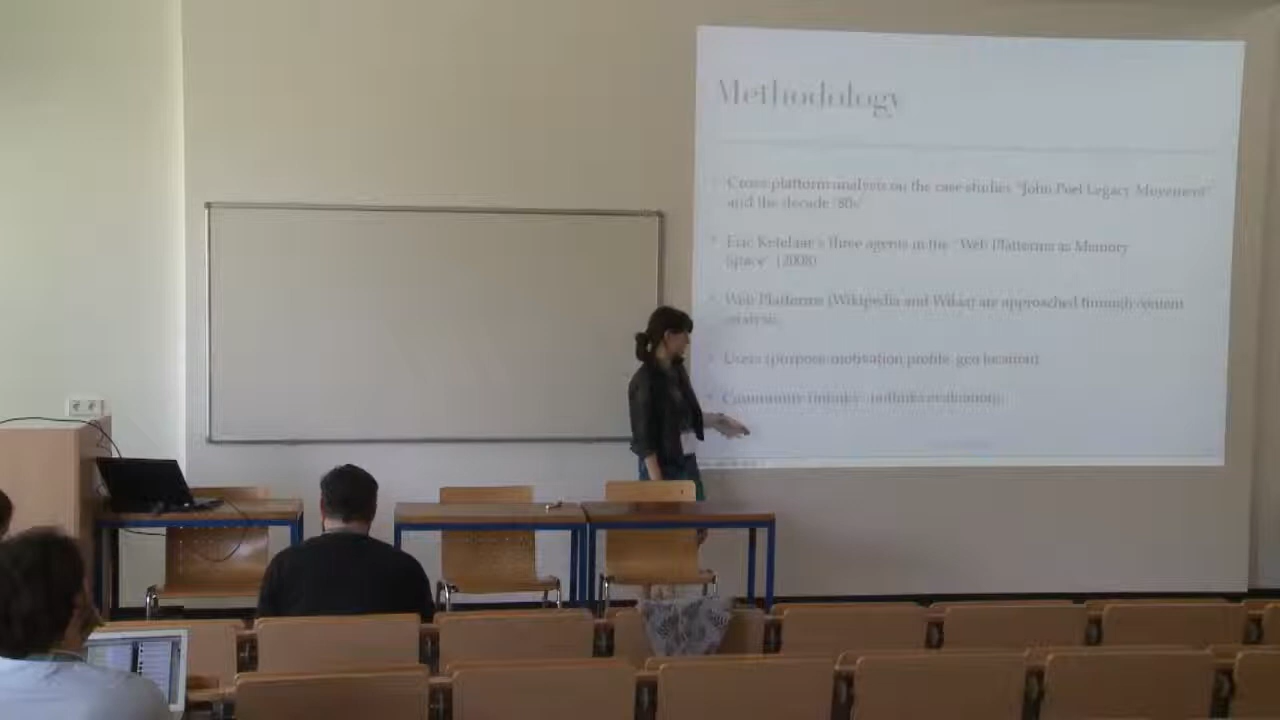 Methodology
Cross platform analysis on the case studies "John Peel Legacy Movement"
and the decade '80s'
Eric Ketelaar's three agents in the "Web Platforms as Memory
Space" (2008)
Web Platforms (Wikipedia and Wikia) are approached through content
analysis.
Users (purpose motivation profile, geo location)
Community